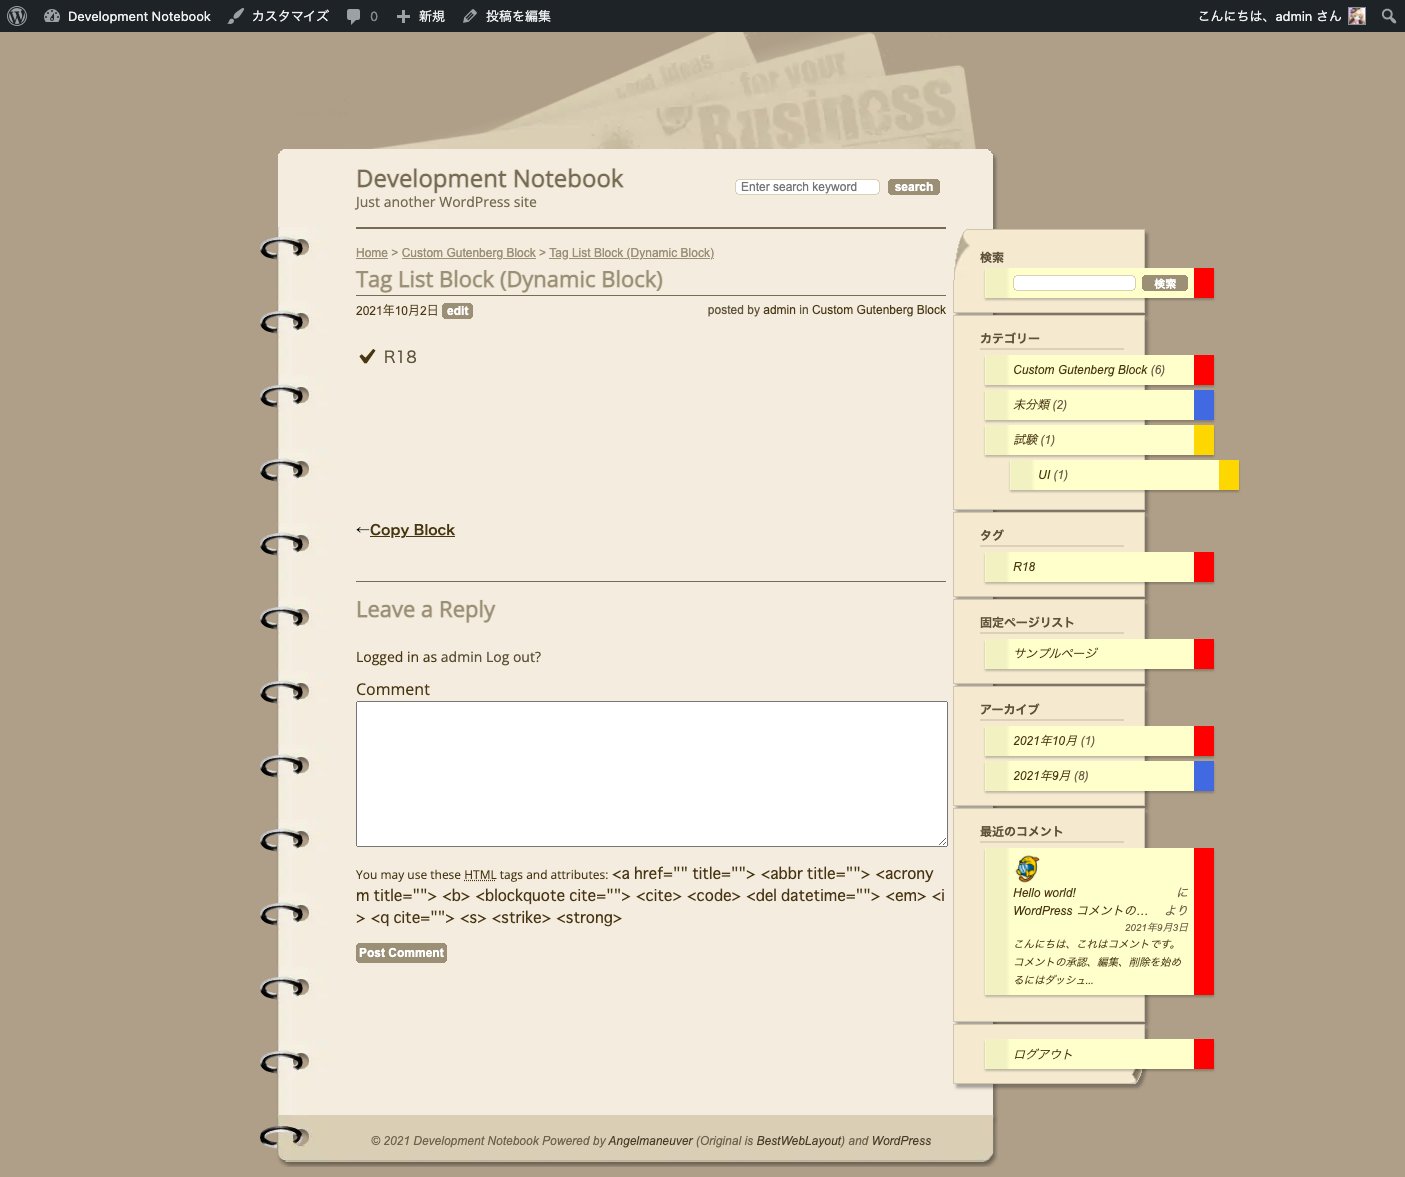 Development Notebook カスタマイズ 0 新規 投稿を編集 こんにちは、admin さん
and Ideas
for your
Business
Development Notebook
Just another WordPress site
Enter search keyword search
Home > Custom Gutenberg Block > Tag List Block (Dynamic Block)
Tag List Block (Dynamic Block)
2021年10月2日 edit posted by admin in Custom Gutenberg Block
R18
←Copy Block
Leave a Reply
Logged in as admin Log out?
Comment
You may use these HTML tags and attributes: <a href="" title=""> <abbr title=""> <acrony
m title=""> <b> <blockquote cite=""> <cite> <code> <del datetime=""> <em> <i
> <q cite=""> <s> <strike> <strong>
Post Comment
検索
検索
カテゴリー
Custom Gutenberg Block (6)
未分類 (2)
試験 (1)
UI (1)
タグ
R18
固定ページリスト
サンプルページ
アーカイブ
2021年10月 (1)
2021年9月 (8)
最近のコメント
Hello world! に
WordPress コメントの… より
2021年9月3日
こんにちは、これはコメントです。
コメントの承認、編集、削除を始め
るにはダッシュ...
ログアウト
© 2021 Development Notebook Powered by Angelmaneuver (Original is BestWebLayout) and WordPress